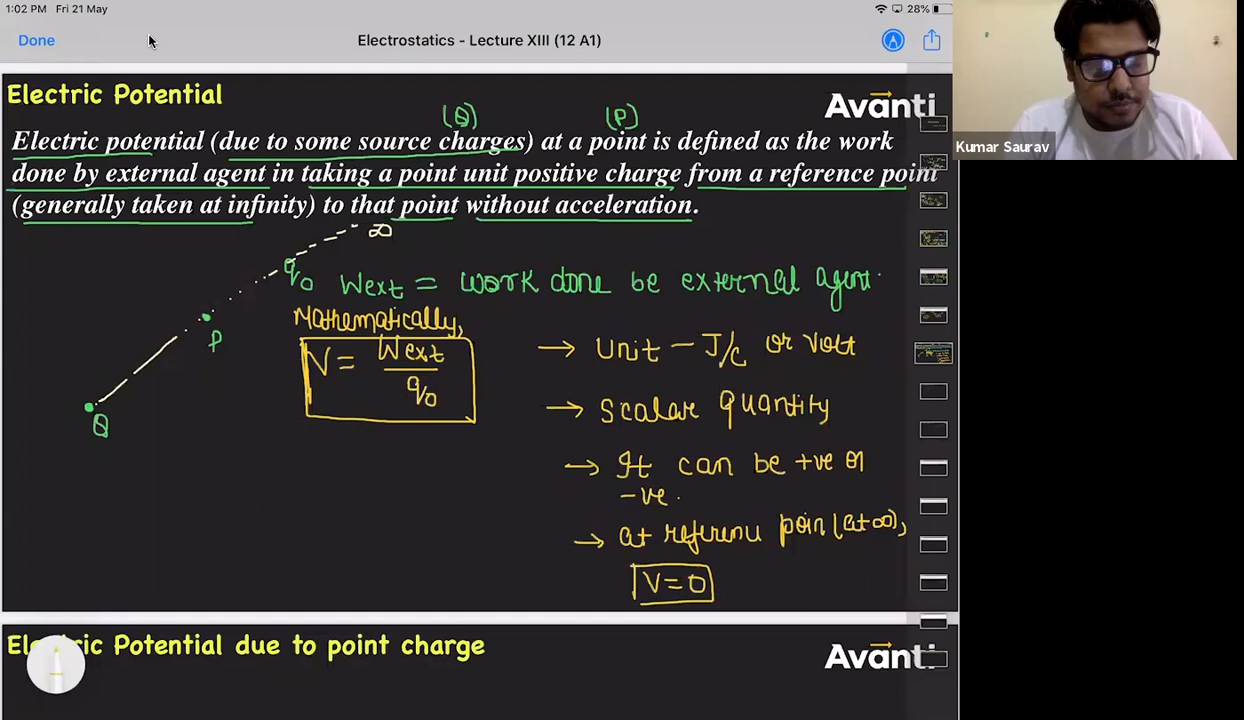 1:02 PM Fri 21 May
28%
Done
Electrostatics - Lecture XIII (12 A1)
Electric Potential
Avanti
(Q) (P)
Electric potential (due to some source charges) at a point is defined as the work
done by external agent in taking a point unit positive charge from a reference point
(generally taken at infinity) to that point without acceleration.
Kumar Saurav
∞
q0 Wext = work done be external agent.
P
Q
Mathematically,
V = Wext / q0
→ Unit - J/C or volt
→ Scalar quantity
→ It can be +ve or
-ve.
→ at reference poin (at ∞),
V = 0
Electric Potential due to point charge
Avanti